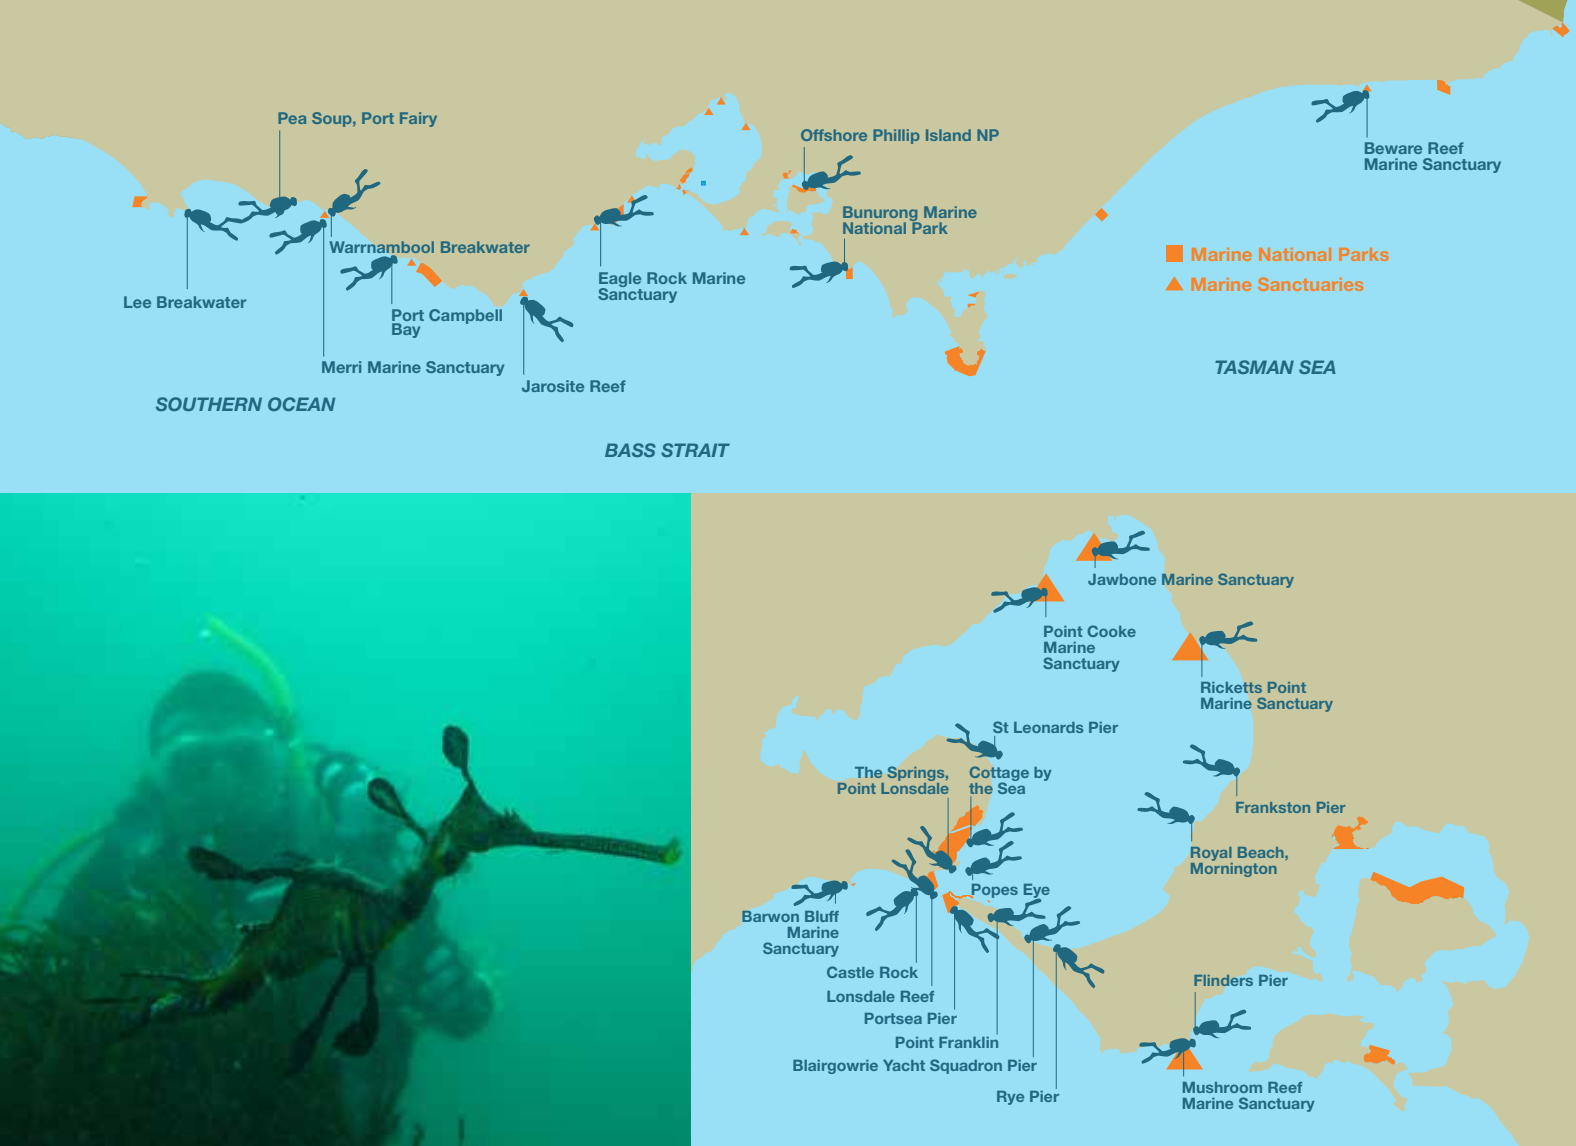 Pea Soup, Port Fairy
Offshore Phillip Island NP
Beware Reef
Marine Sanctuary
Bunurong Marine
National Park
Warrnambool Breakwater
Marine National Parks
Marine Sanctuaries
Eagle Rock Marine
Sanctuary
Lee Breakwater
Port Campbell
Bay
Merri Marine Sanctuary
Jarosite Reef
TASMAN SEA
SOUTHERN OCEAN
BASS STRAIT
Jawbone Marine Sanctuary
Point Cooke
Marine
Sanctuary
Ricketts Point
Marine Sanctuary
St Leonards Pier
The Springs,
Point Lonsdale
Cottage by
the Sea
Frankston Pier
Royal Beach,
Mornington
Popes Eye
Barwon Bluff
Marine
Sanctuary
Castle Rock
Lonsdale Reef
Portsea Pier
Point Franklin
Blairgowrie Yacht Squadron Pier
Rye Pier
Flinders Pier
Mushroom Reef
Marine Sanctuary